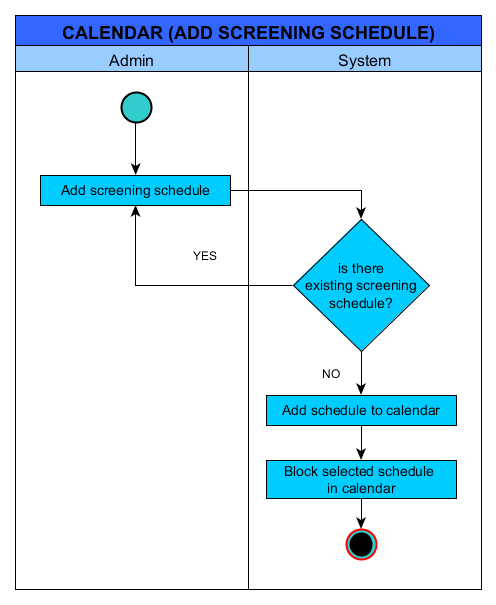 CALENDAR (ADD SCREENING SCHEDULE)
Admin
System
Add screening schedule
YES
is there
existing screening
schedule?
NO
Add schedule to calendar
Block selected schedule
in calendar